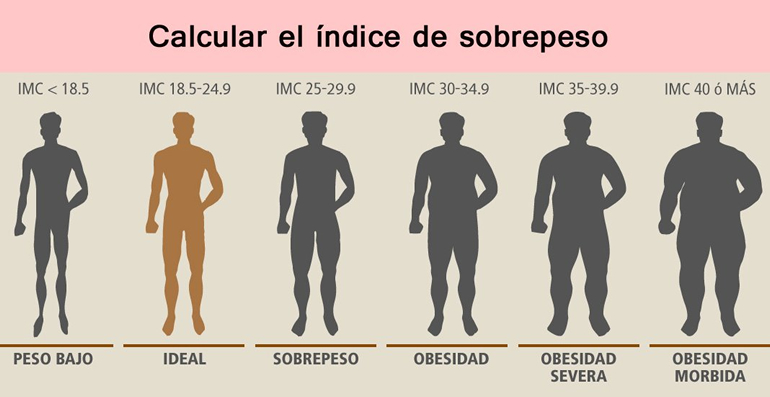 Calcular el índice de sobrepeso
IMC < 18.5
IMC 18.5-24.9
IMC 25-29.9
IMC 30-34.9
IMC 35-39.9
IMC 40 ó MÁS
PESO BAJO
IDEAL
SOBREPESO
OBESIDAD
OBESIDAD
SEVERA
OBESIDAD
MORBIDA